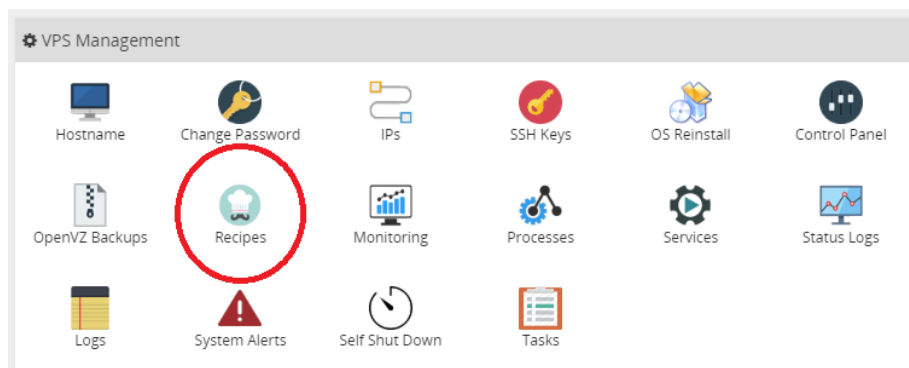 VPS Management
Hostname Change Password IPs SSH Keys OS Reinstall Control Panel
OpenVZ Backups Recipes Monitoring Processes Services Status Logs
Logs System Alerts Self Shut Down Tasks